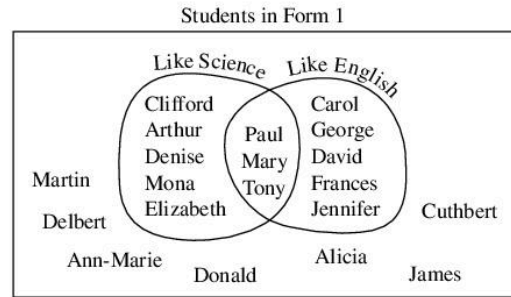 Students in Form 1
Like Science
Like English
Clifford
Arthur
Denise
Mona
Elizabeth
Paul
Mary
Tony
Carol
George
David
Frances
Jennifer
Martin
Delbert
Ann-Marie
Donald
Alicia
Cuthbert
James